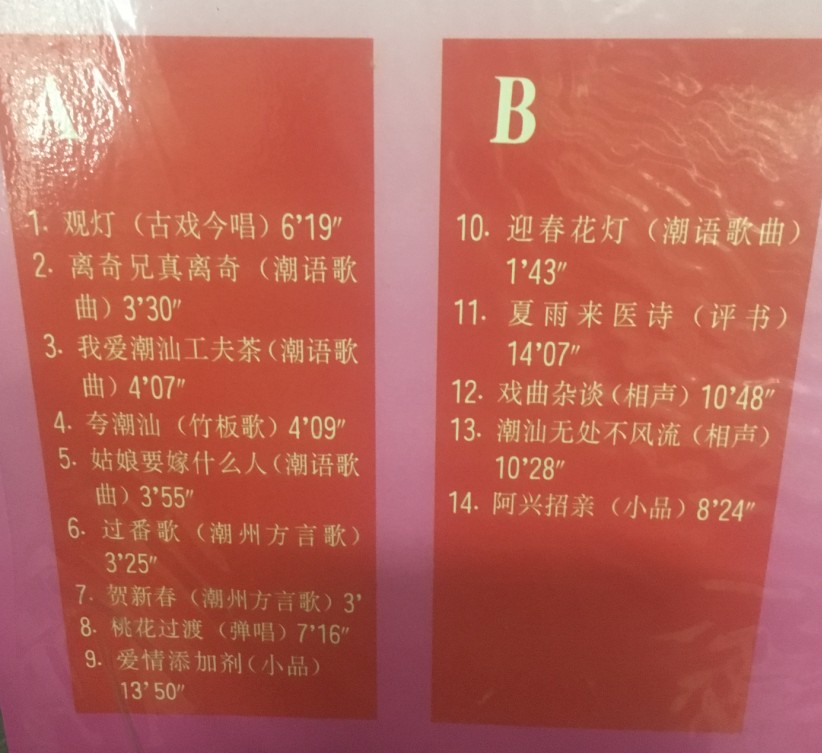 A
1. 观灯（古戏今唱）6'19"
2. 离奇兄真离奇（潮语歌
曲）3'30"
3. 我爱潮汕工夫茶（潮语歌
曲）4'07"
4. 夸潮汕（竹板歌）4'09"
5. 姑娘要嫁什么人（潮语歌
曲）3'55"
6. 过番歌（潮州方言歌）
3'25"
7. 贺新春（潮州方言歌）3'
8. 桃花过渡（弹唱）7'16"
9. 爱情添加剂（小品）
13'50"
B
10. 迎春花灯（潮语歌曲）
1'43"
11. 夏雨来医诗（评书）
14'07"
12. 戏曲杂谈（相声）10'48"
13. 潮汕无处不风流（相声）
10'28"
14. 阿兴招亲（小品）8'24"